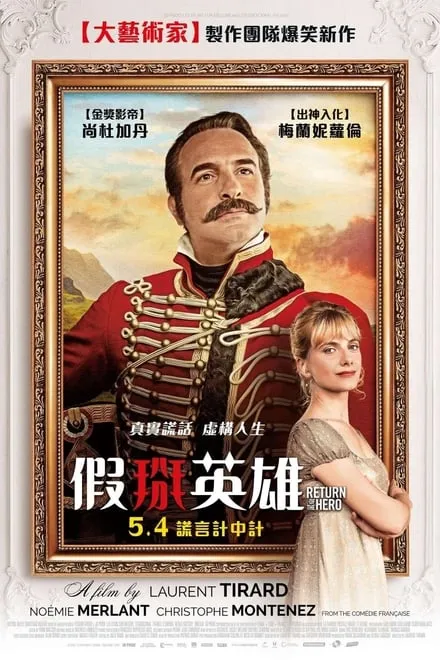 【大藝術家】製作團隊爆笑新作
【金獎影帝】
尚杜加丹
【出神入化】
梅蘭妮蘿倫
真實謊話 虛構人生
英雄
RETURN
OF THE
HERO
5.4 謊言計中計
A film by LAURENT TIRARD
NOÉMIE MERLANT CHRISTOPHE MONTENEZ FROM THE COMÉDIE FRANÇAISE